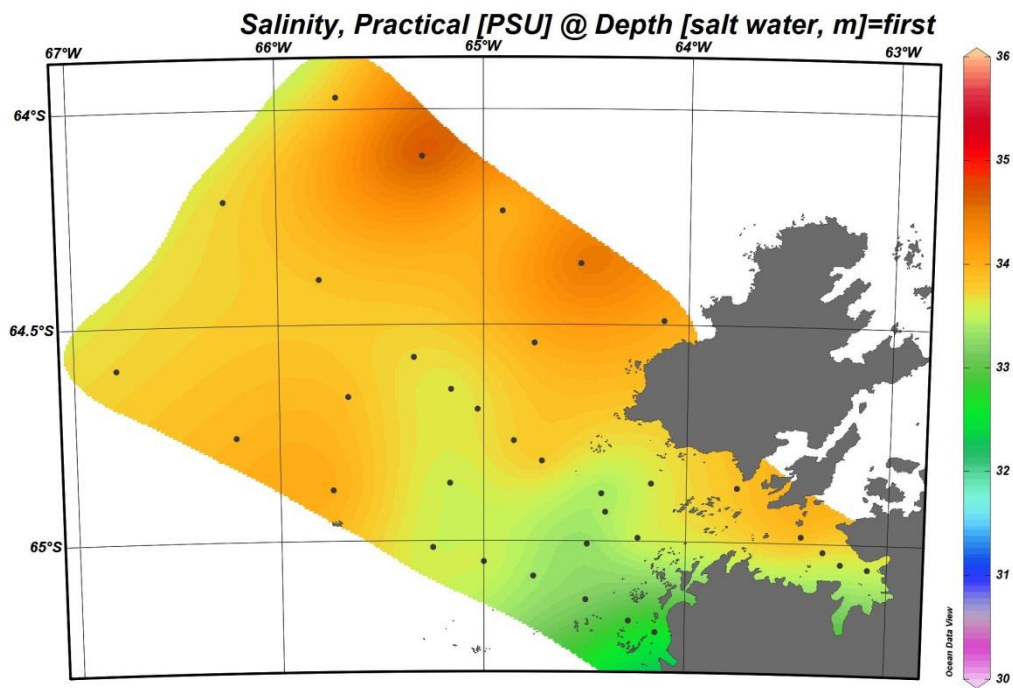 Salinity, Practical [PSU] @ Depth [salt water, m]=first
67°W 66°W 65°W 64°W 63°W
64°S
64.5°S
65°S
36
35
34
33
32
31
30
Ocean Data View